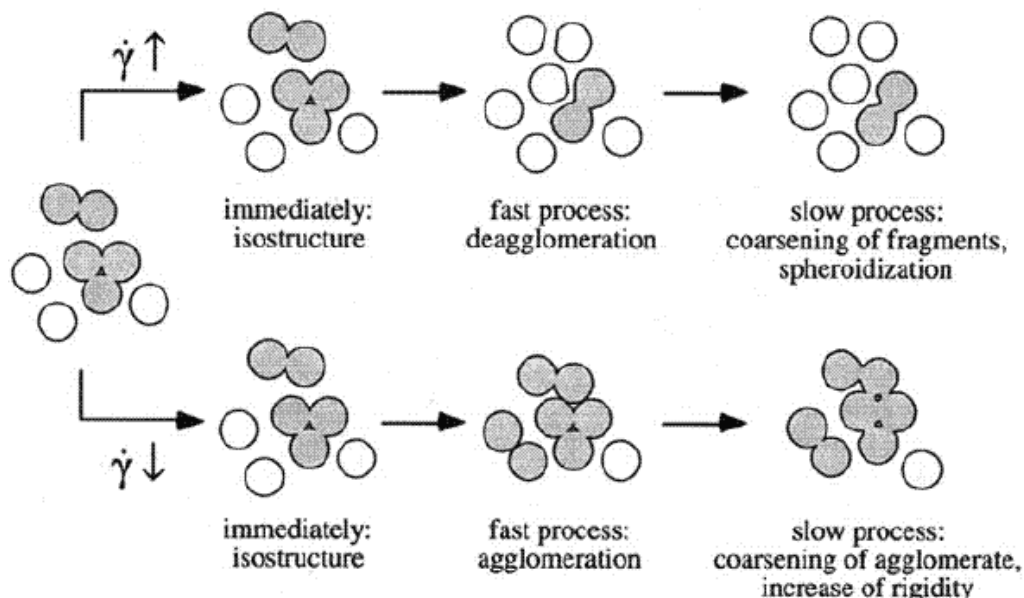 γ̇ ↑
immediately:
isostructure
fast process:
deagglomeration
slow process:
coarsening of fragments,
spheroidization
γ̇ ↓
immediately:
isostructure
fast process:
agglomeration
slow process:
coarsening of agglomerate,
increase of rigidity